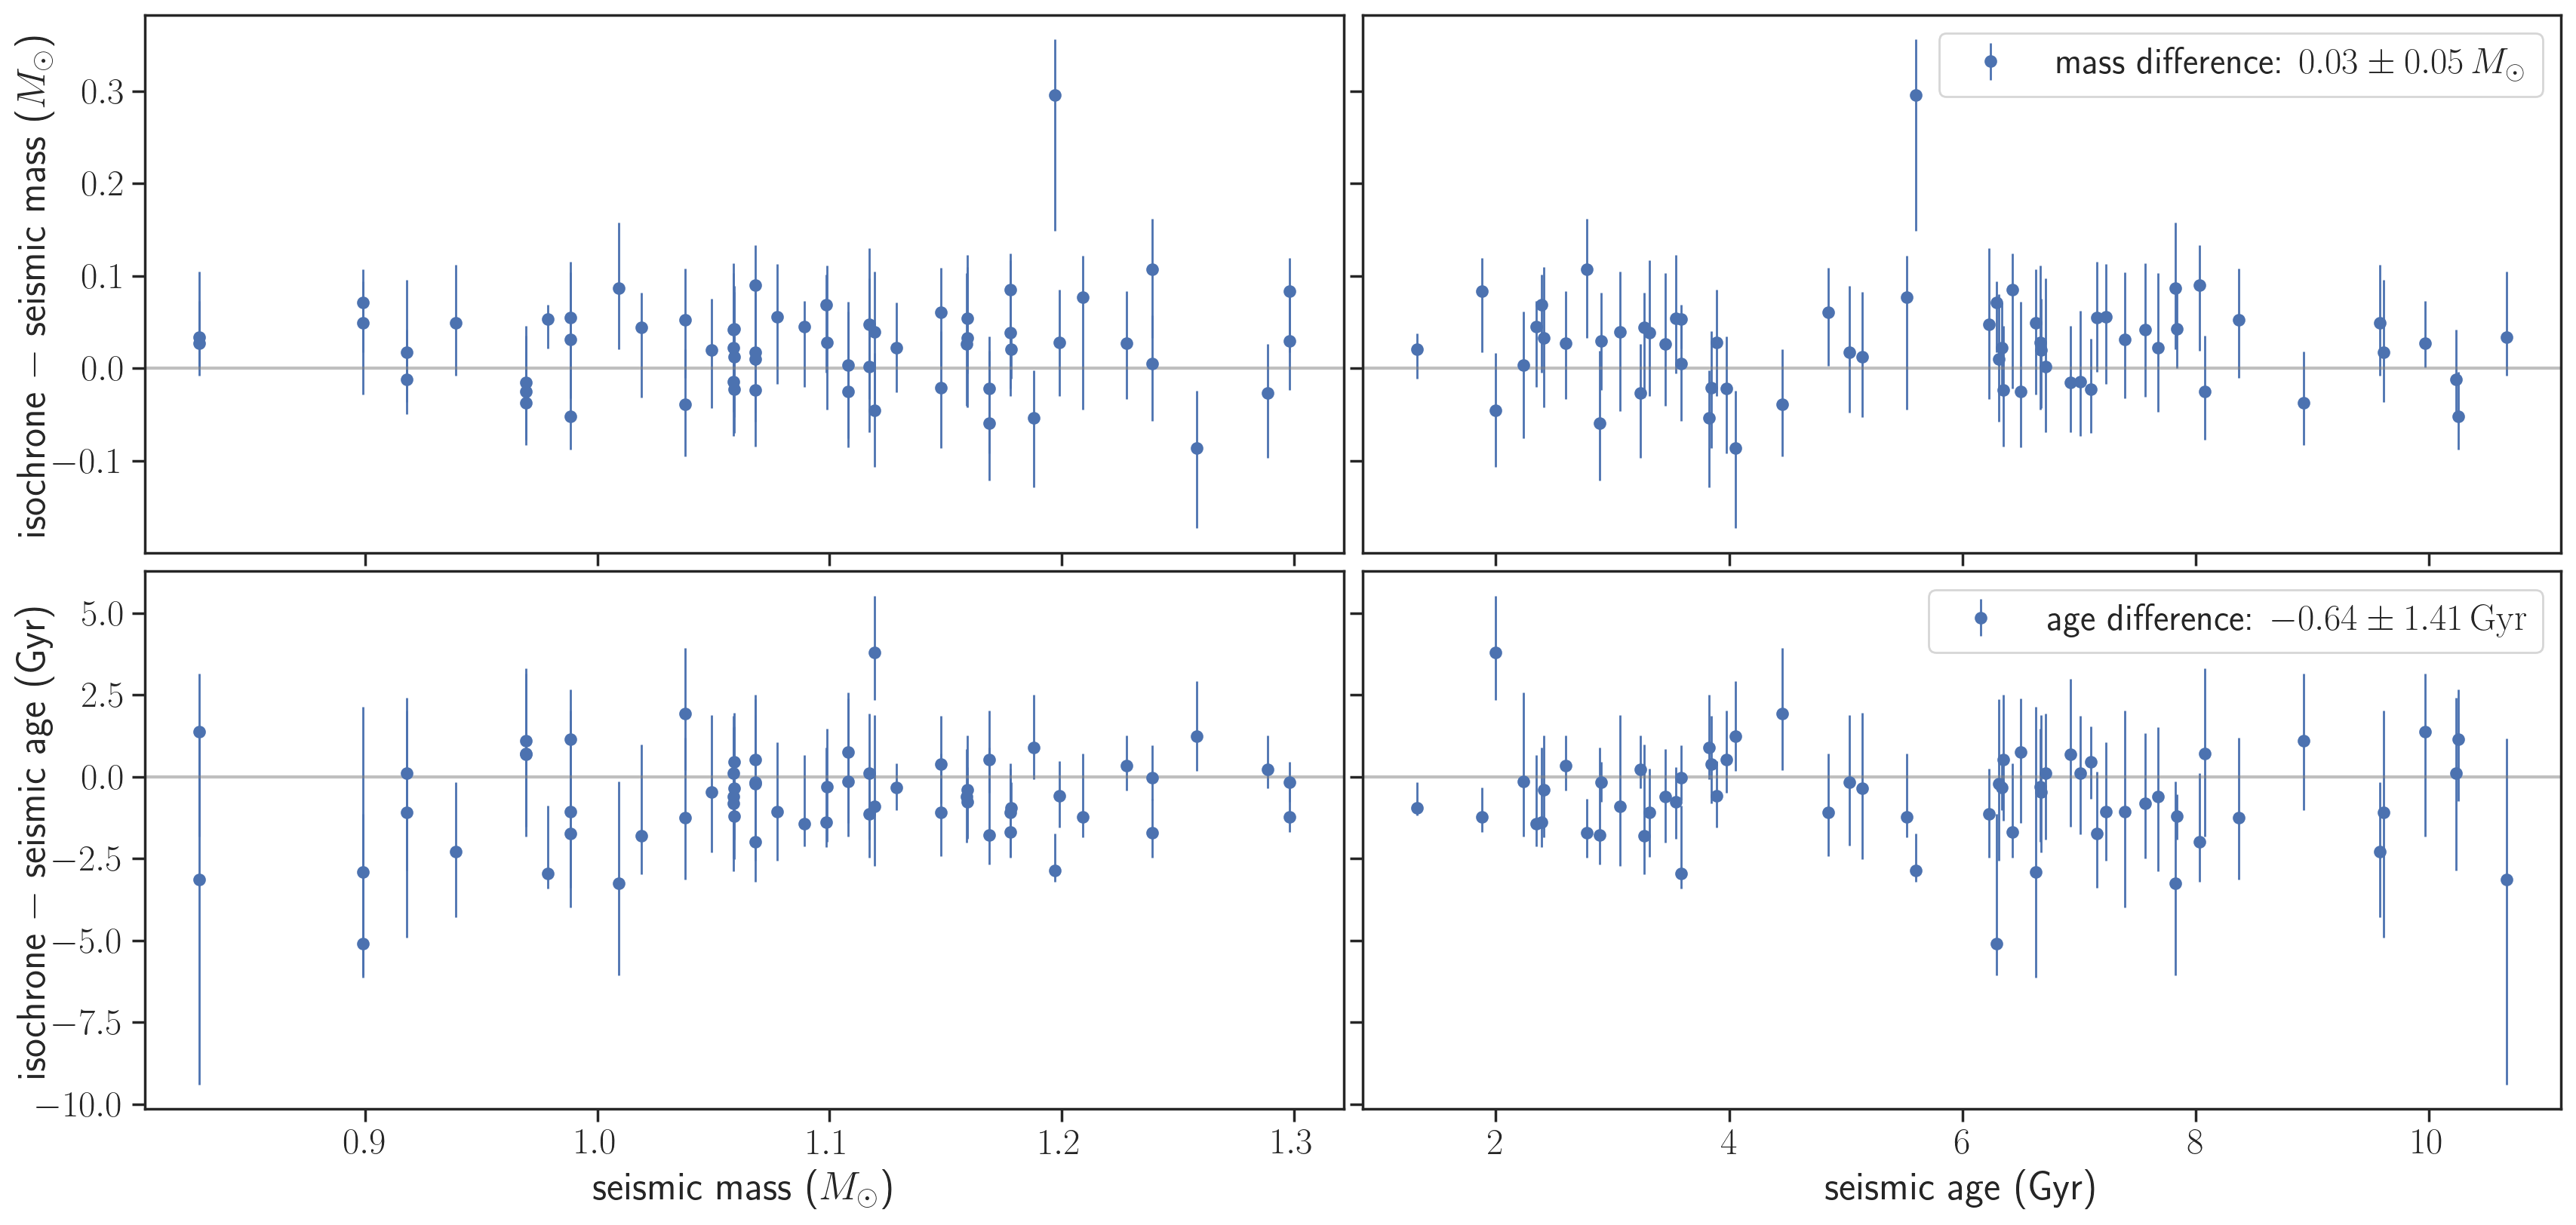 isochrone − seismic mass (M⊙)
0.3
0.2
0.1
0.0
−0.1
mass difference: 0.03 ± 0.05 M⊙
isochrone − seismic age (Gyr)
5.0
2.5
0.0
−2.5
−5.0
−7.5
−10.0
age difference: −0.64 ± 1.41 Gyr
0.9 1.0 1.1 1.2 1.3
2 4 6 8 10
seismic mass (M⊙)
seismic age (Gyr)